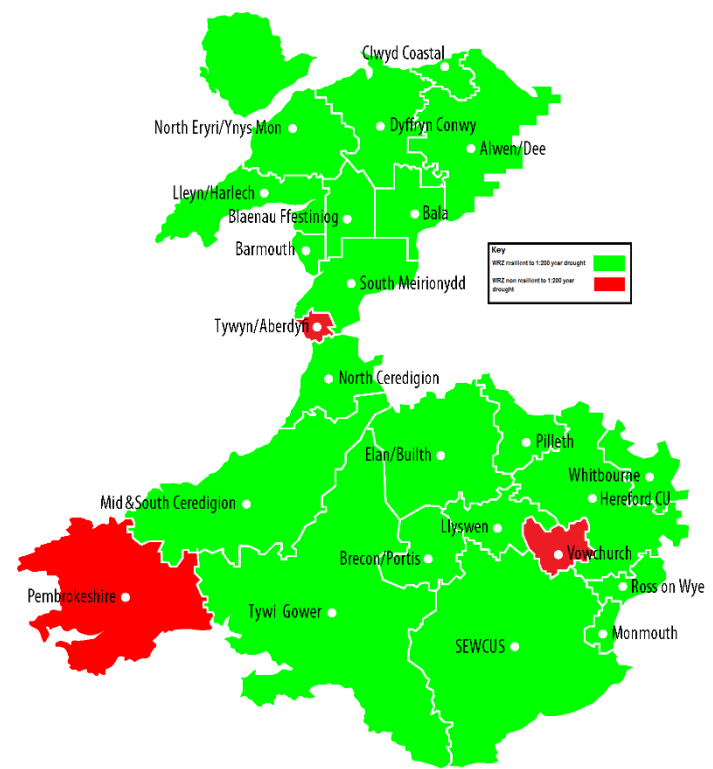 Clwyd Coastal
North Eryri/Ynys Mon
Dyffryn Conwy
Alwen/Dee
Lleyn/Harlech
Blaenau Ffestiniog
Bala
Barmouth
Key
WRZ resilient to 1:200 year drought
WRZ non resilient to 1:200 year
drought
South Meirionydd
Tywyn/Aberdyfi
North Ceredigion
Pilleth
Elan/Builth
Whitbourne
Hereford CU
Mid &South Ceredigion
Llyswen
Vowchurch
Brecon/Portis
Ross on Wye
Pembrokeshire
Tywi Gower
Monmouth
SEWCUS